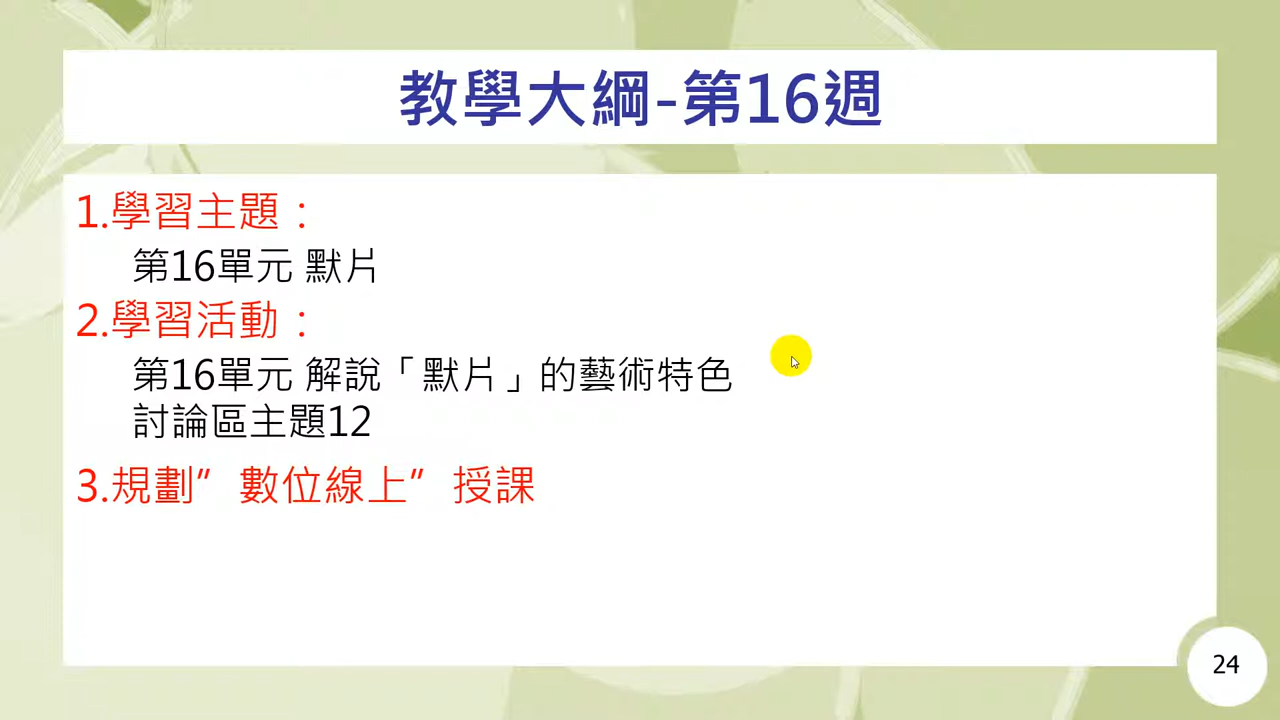 教學大綱-第16週
1.學習主題：
第16單元 默片
2.學習活動：
第16單元 解說「默片」的藝術特色
討論區主題12
3.規劃”數位線上”授課
24